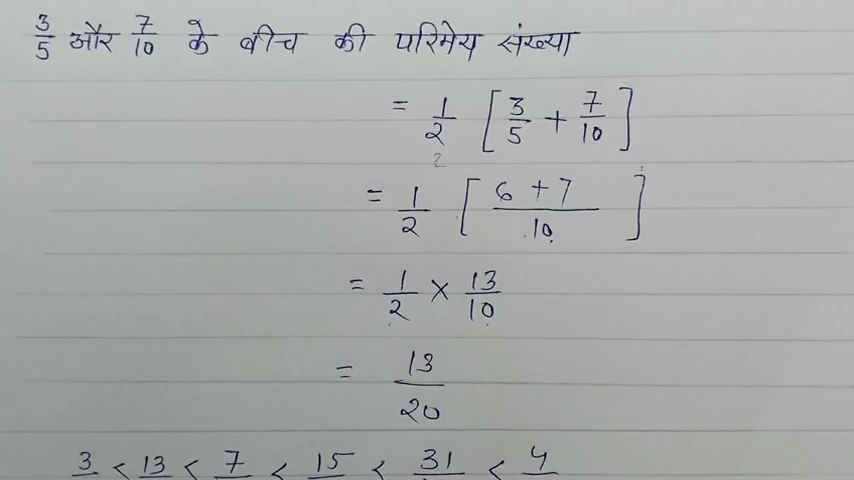 3/5 और 7/10 के बीच की परिमेय संख्या
= 1/2 [3/5 + 7/10]
= 1/2 [6 + 7/10]
= 1/2 × 13/10
= 13/20
3 < 13 < 7 < 15 < 31 < 4